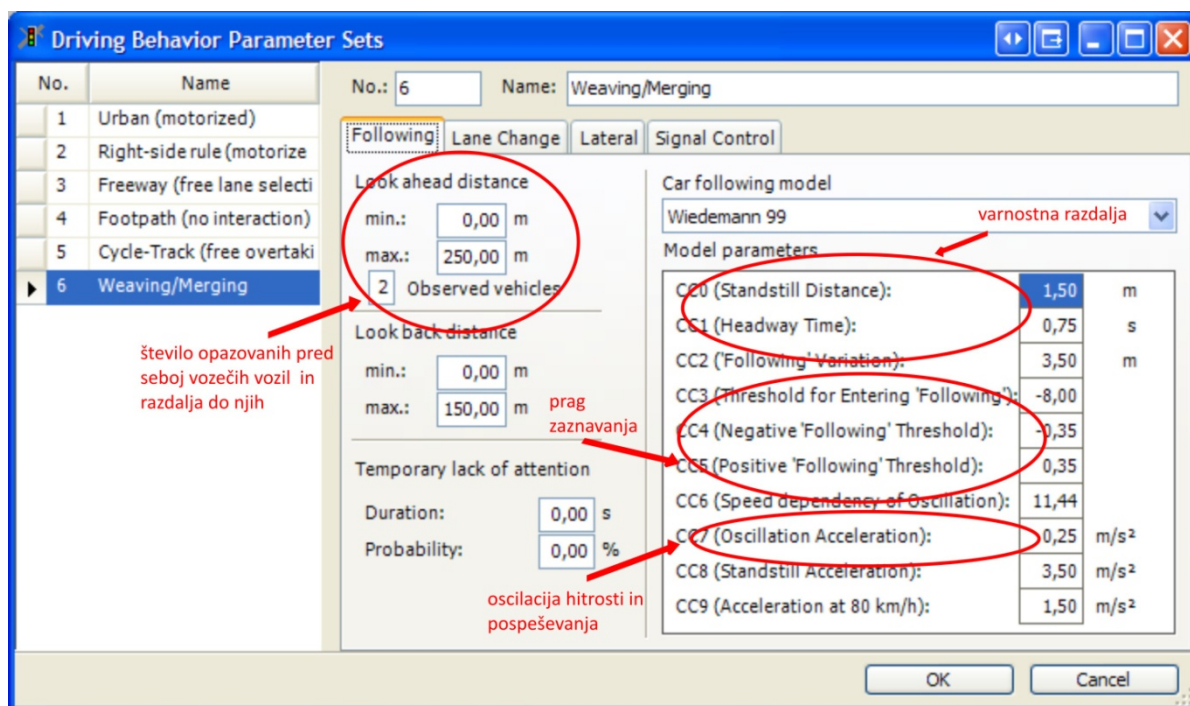 Driving Behavior Parameter Sets
No. Name
1 Urban (motorized)
2 Right-side rule (motorize
3 Freeway (free lane selecti
4 Footpath (no interaction)
5 Cycle-Track (free overtaki
6 Weaving/Merging
No.: 6 Name: Weaving/Merging
Following Lane Change Lateral Signal Control
Look ahead distance
min.: 0,00 m
max.: 250,00 m
2 Observed vehicles
Look back distance
min.: 0,00 m
max.: 150,00 m
Temporary lack of attention
Duration: 0,00 s
Probability: 0,00 %
Car following model
Wiedemann 99
Model parameters
CC0 (Standstill Distance): 1,50 m
CC1 (Headway Time): 0,75 s
CC2 ('Following' Variation): 3,50 m
CC3 (Threshold for Entering 'Following'): -8,00
CC4 (Negative 'Following' Threshold): -0,35
CC5 (Positive 'Following' Threshold): 0,35
CC6 (Speed dependency of Oscillation): 11,44
CC7 (Oscillation Acceleration): 0,25 m/s²
CC8 (Standstill Acceleration): 3,50 m/s²
CC9 (Acceleration at 80 km/h): 1,50 m/s²
varnostna razdalja
število opazovanih pred
seboj vozečih vozil in
razdalja do njih
prag
zaznavanja
oscilacija hitrosti in
pospeševanja
OK Cancel